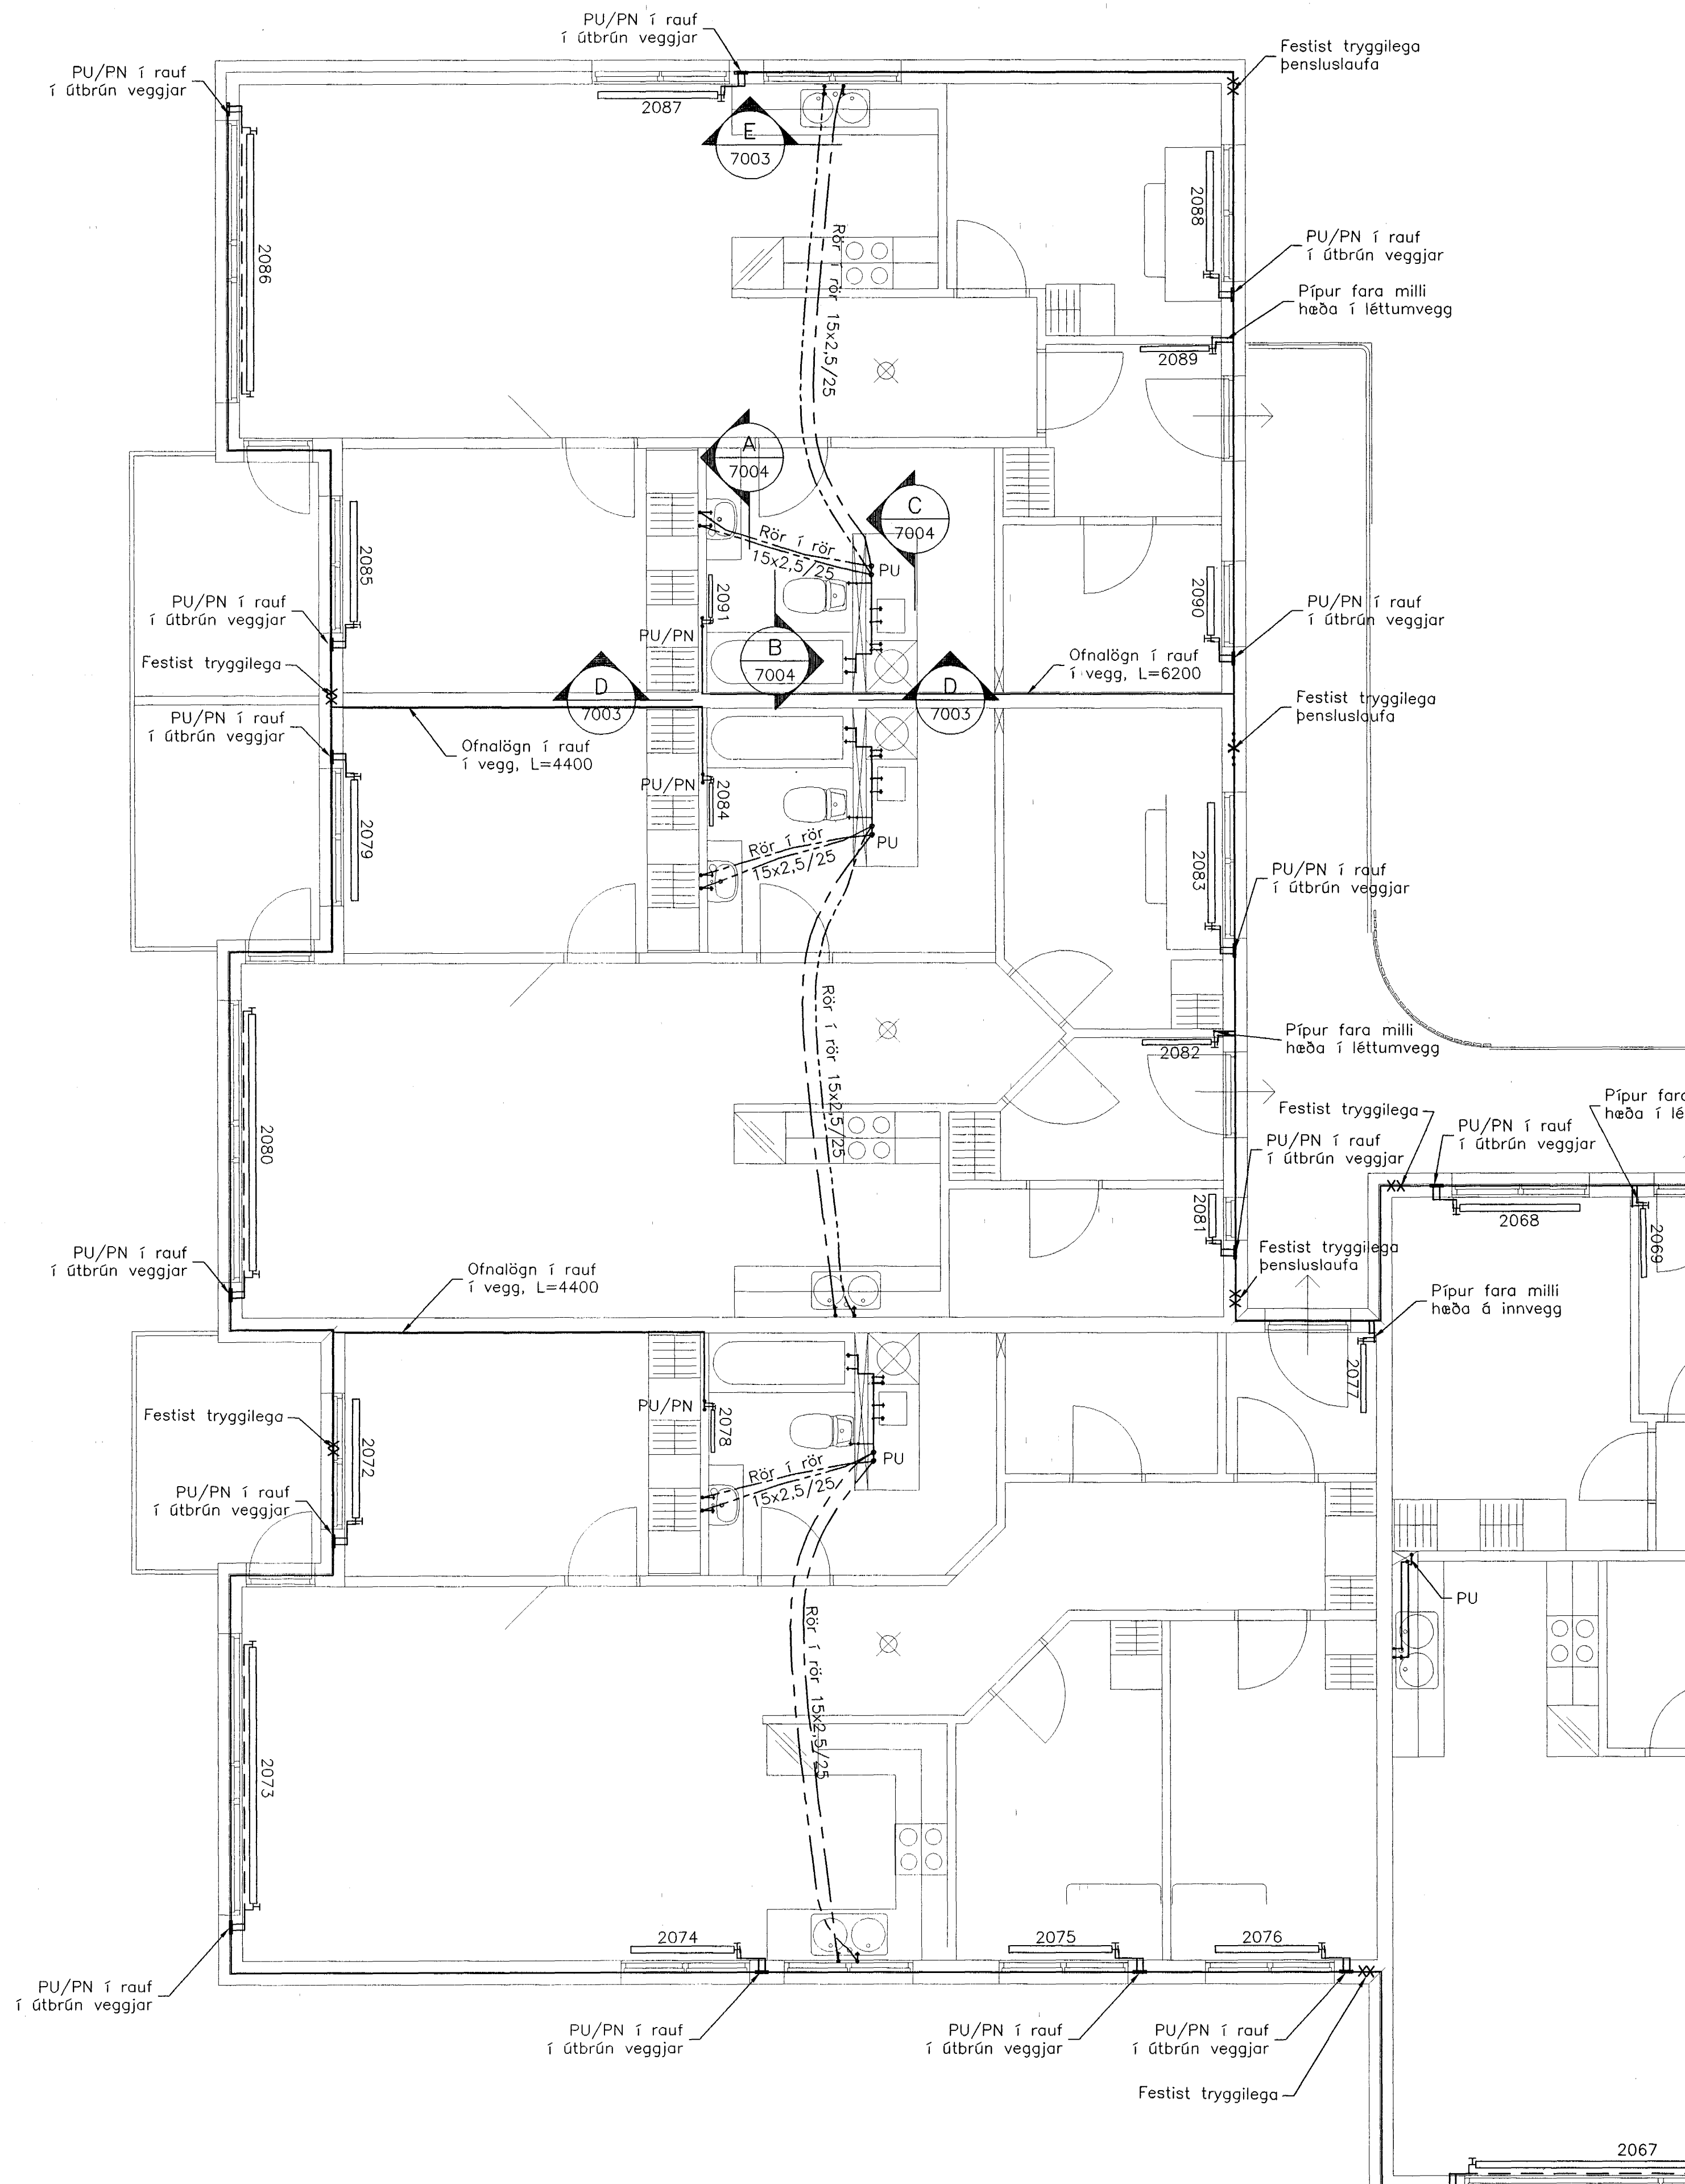 PU/PN í rauf
í útbrún veggjar
Festist tryggilega
þensluslaufa
PU/PN í rauf
í útbrún veggjar
2087
E
7003
2086
2088
Rör í rör 15x2,5/25
PU/PN í rauf
í útbrún veggjar
Pípur fara milli
hæða í léttumvegg
2089
A
7004
C
7004
Rör í rör
15x2,5/25
PU
2085
2091
2090
PU/PN í rauf
í útbrún veggjar
PU/PN í rauf
í útbrún veggjar
PU/PN
B
7004
Festist tryggilega
Ofnalögn í rauf
í vegg, L=6200
D
7003
D
7003
Festist tryggilega
þensluslaufa
PU/PN í rauf
í útbrún veggjar
Ofnalögn í rauf
í vegg, L=4400
PU/PN
2084
2079
PU
Rör í rör
15x2,5/25
2083
PU/PN í rauf
í útbrún veggjar
Rör í rör 15x2,5/25
Pípur fara milli
hæða í léttumvegg
2082
2080
Festist tryggilega
PU/PN í rauf
í útbrún veggjar
Pípur fara
hæða í lé
PU/PN í rauf
í útbrún veggjar
2081
2068
2069
PU/PN í rauf
í útbrún veggjar
Festist tryggilega
þensluslaufa
Ofnalögn í rauf
í vegg, L=4400
Pípur fara milli
hæða á innvegg
2077
PU/PN
2078
Festist tryggilega
2072
PU
Rör í rör
15x2,5/25
PU/PN í rauf
í útbrún veggjar
PU
Rör í rör 15x2,5/25
2073
2074
2075
2076
PU/PN í rauf
í útbrún veggjar
PU/PN í rauf
í útbrún veggjar
PU/PN í rauf
í útbrún veggjar
PU/PN í rauf
í útbrún veggjar
Festist tryggilega
2067